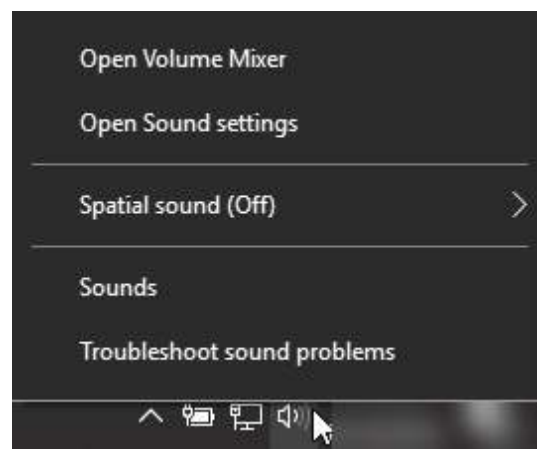 Open Volume Mixer
Open Sound settings
Spatial sound (Off)
Sounds
Troubleshoot sound problems